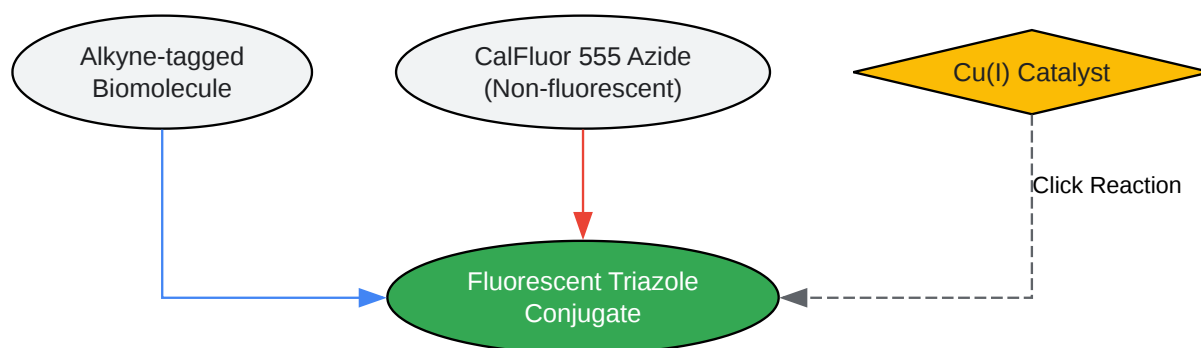 Alkyne-tagged
Biomolecule
CalFluor 555 Azide
(Non-fluorescent)
Cu(I) Catalyst
Click Reaction
Fluorescent Triazole
Conjugate